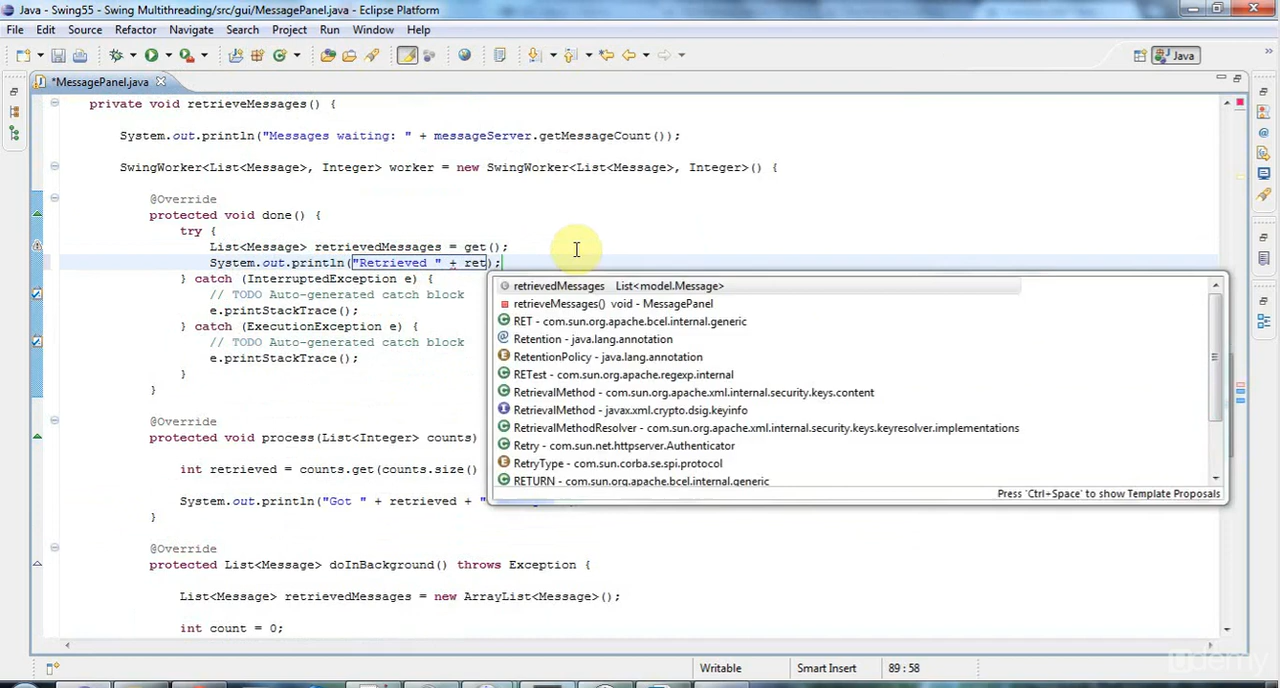 Java - Swing55 - Swing Multithreading/src/gui/MessagePanel.java - Eclipse Platform
File Edit Source Refactor Navigate Search Project Run Window Help
Java
*MessagePanel.java
private void retrieveMessages() {
System.out.println("Messages waiting: " + messageServer.getMessageCount());
SwingWorker<List<Message>, Integer> worker = new SwingWorker<List<Message>, Integer>() {
@Override
protected void done() {
try {
List<Message> retrievedMessages = get();
System.out.println("Retrieved " + ret);
} catch (InterruptedException e) {
// TODO Auto-generated catch block
e.printStackTrace();
} catch (ExecutionException e) {
// TODO Auto-generated catch block
e.printStackTrace();
}
}
@Override
protected void process(List<Integer> counts)
int retrieved = counts.get(counts.size()
System.out.println("Got " + retrieved + "
}
@Override
protected List<Message> doInBackground() throws Exception {
List<Message> retrievedMessages = new ArrayList<Message>();
int count = 0;
retrievedMessages List<model.Message>
retrieveMessages() void - MessagePanel
RET - com.sun.org.apache.bcel.internal.generic
Retention - java.lang.annotation
RetentionPolicy - java.lang.annotation
RETest - com.sun.org.apache.regexp.internal
RetrievalMethod - com.sun.org.apache.xml.internal.security.keys.content
RetrievalMethod - javax.xml.crypto.dsig.keyinfo
RetrievalMethodResolver - com.sun.org.apache.xml.internal.security.keys.keyresolver.implementations
Retry - com.sun.net.httpserver.Authenticator
RetryType - com.sun.corba.se.spi.protocol
RETURN - com.sun.org.apache.bcel.internal.generic
Press 'Ctrl+Space' to show Template Proposals
Writable Smart Insert 89 : 58
udemy